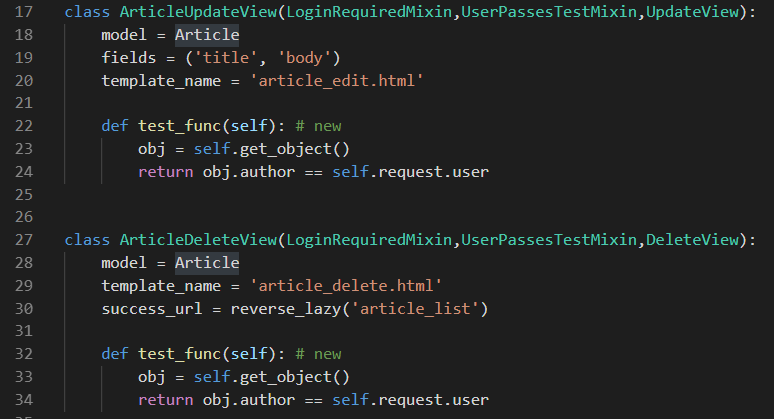 17 class ArticleUpdateView(LoginRequiredMixin,UserPassesTestMixin,UpdateView):
18     model = Article
19     fields = ('title', 'body')
20     template_name = 'article_edit.html'
21
22     def test_func(self): # new
23         obj = self.get_object()
24         return obj.author == self.request.user
25
26
27 class ArticleDeleteView(LoginRequiredMixin,UserPassesTestMixin,DeleteView):
28     model = Article
29     template_name = 'article_delete.html'
30     success_url = reverse_lazy('article_list')
31
32     def test_func(self): # new
33         obj = self.get_object()
34         return obj.author == self.request.user